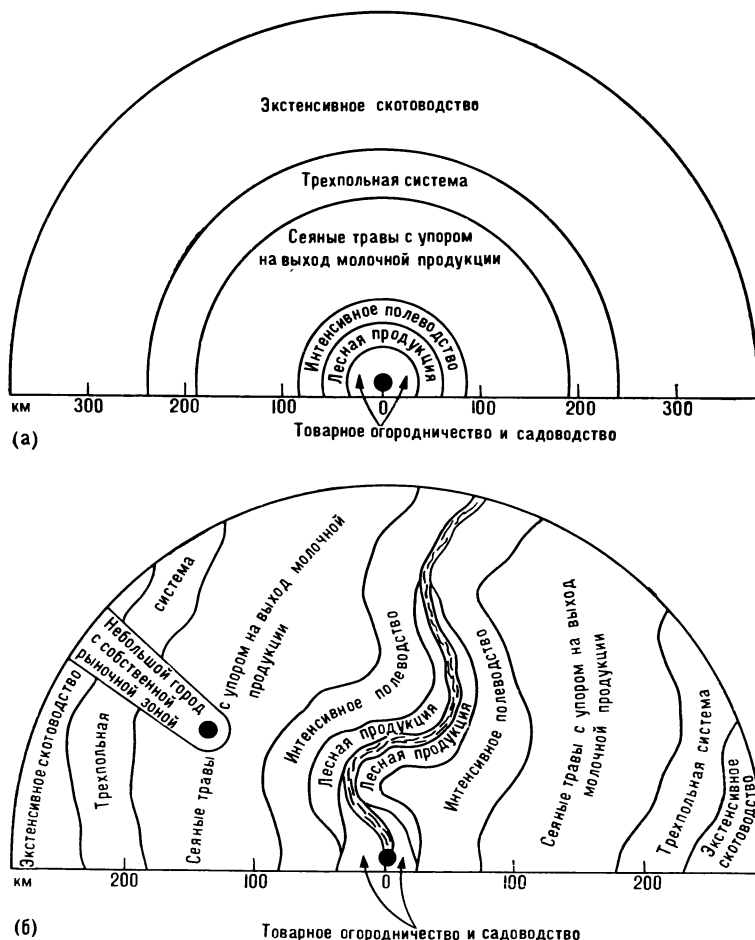 Экстенсивное скотоводство
Трехпольная система
Сеяные травы с упором
на выход молочной продукции
Интенсивное полеводство
Лесная продукция
км 300 200 100 0 100 200 300
Товарное огородничество и садоводство
(а)
система
с упором на выход молочной
продукции
Небольшой город
с собственной
рыночной зоной
Экстенсивное скотоводство
Трехпольная
Сеяные травы
Интенсивное полеводство
Лесная продукция
Лесная продукция
Интенсивное полеводство
Сеяные травы с упором на выход
молочной продукции
Трехпольная система
Экстенсивное
скотоводство
км 200 100 0 100 200
(б)
Товарное огородничество и садоводство